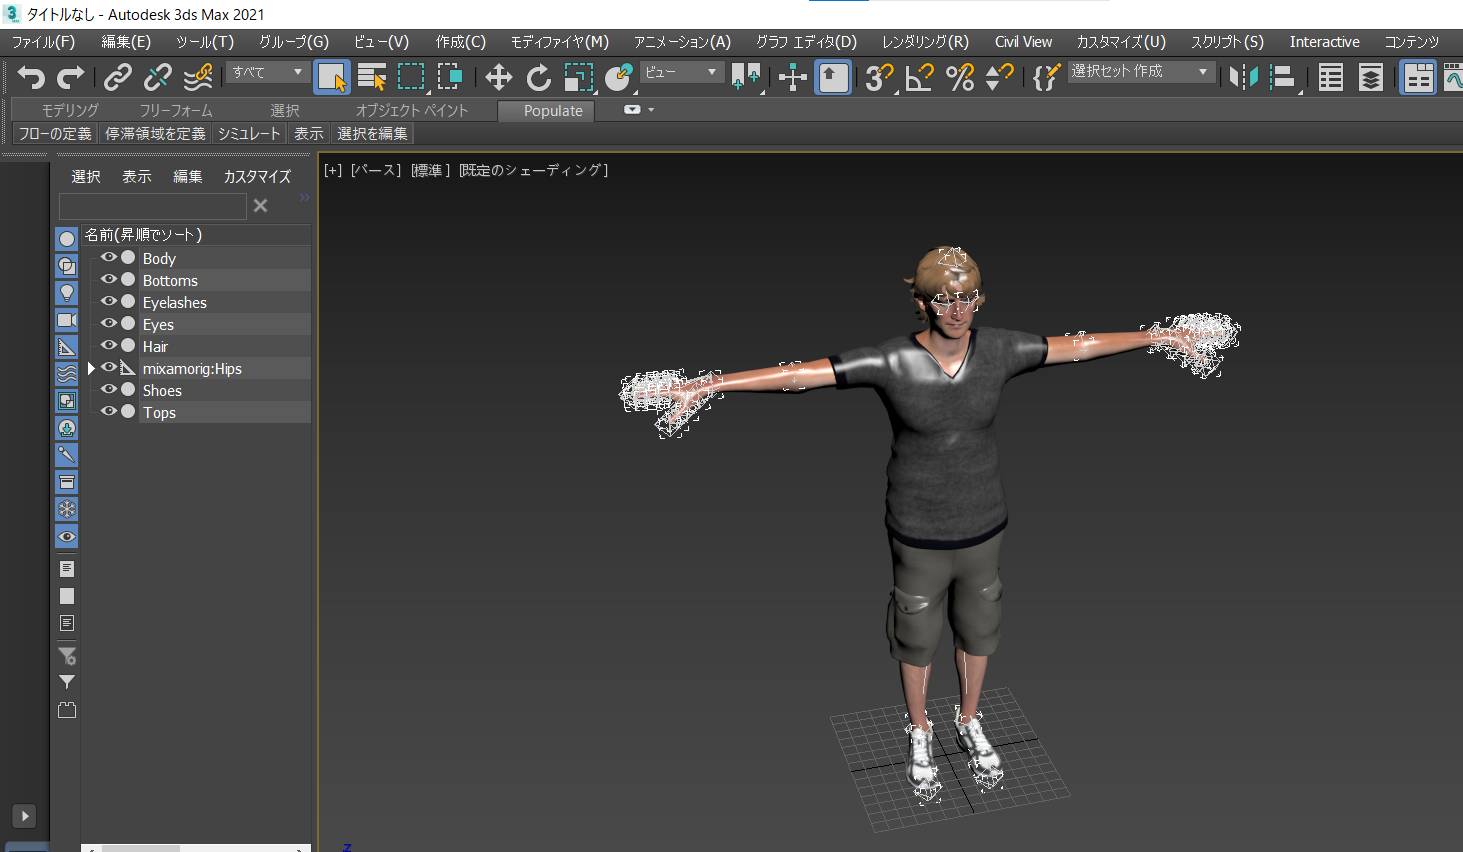 タイトルなし - Autodesk 3ds Max 2021
ファイル(F) 編集(E) ツール(T) グループ(G) ビュー(V) 作成(C) モディファイヤ(M) アニメーション(A) グラフ エディタ(D) レンダリング(R) Civil View カスタマイズ(U) スクリプト(S) Interactive コンテンツ
すべて ビュー 選択セット 作成
モデリング フリーフォーム 選択 オブジェクト ペイント Populate
フローの定義 停滞領域を定義 シミュレート 表示 選択を編集
選択 表示 編集 カスタマイズ
[+] [パース] [標準 ] [既定のシェーディング ]
名前(昇順でソート)
Body
Bottoms
Eyelashes
Eyes
Hair
mixamorig:Hips
Shoes
Tops
z